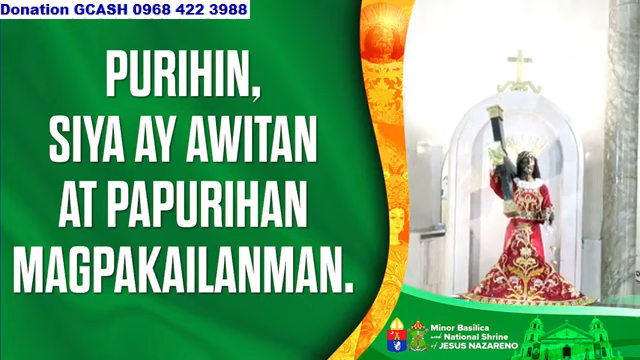 Donation GCASH 0968 422 3988
PURIHIN,
SIYA AY AWITAN
AT PAPURIHAN
MAGPAKAILANMAN.
Minor Basilica
and National Shrine
of JESUS NAZARENO